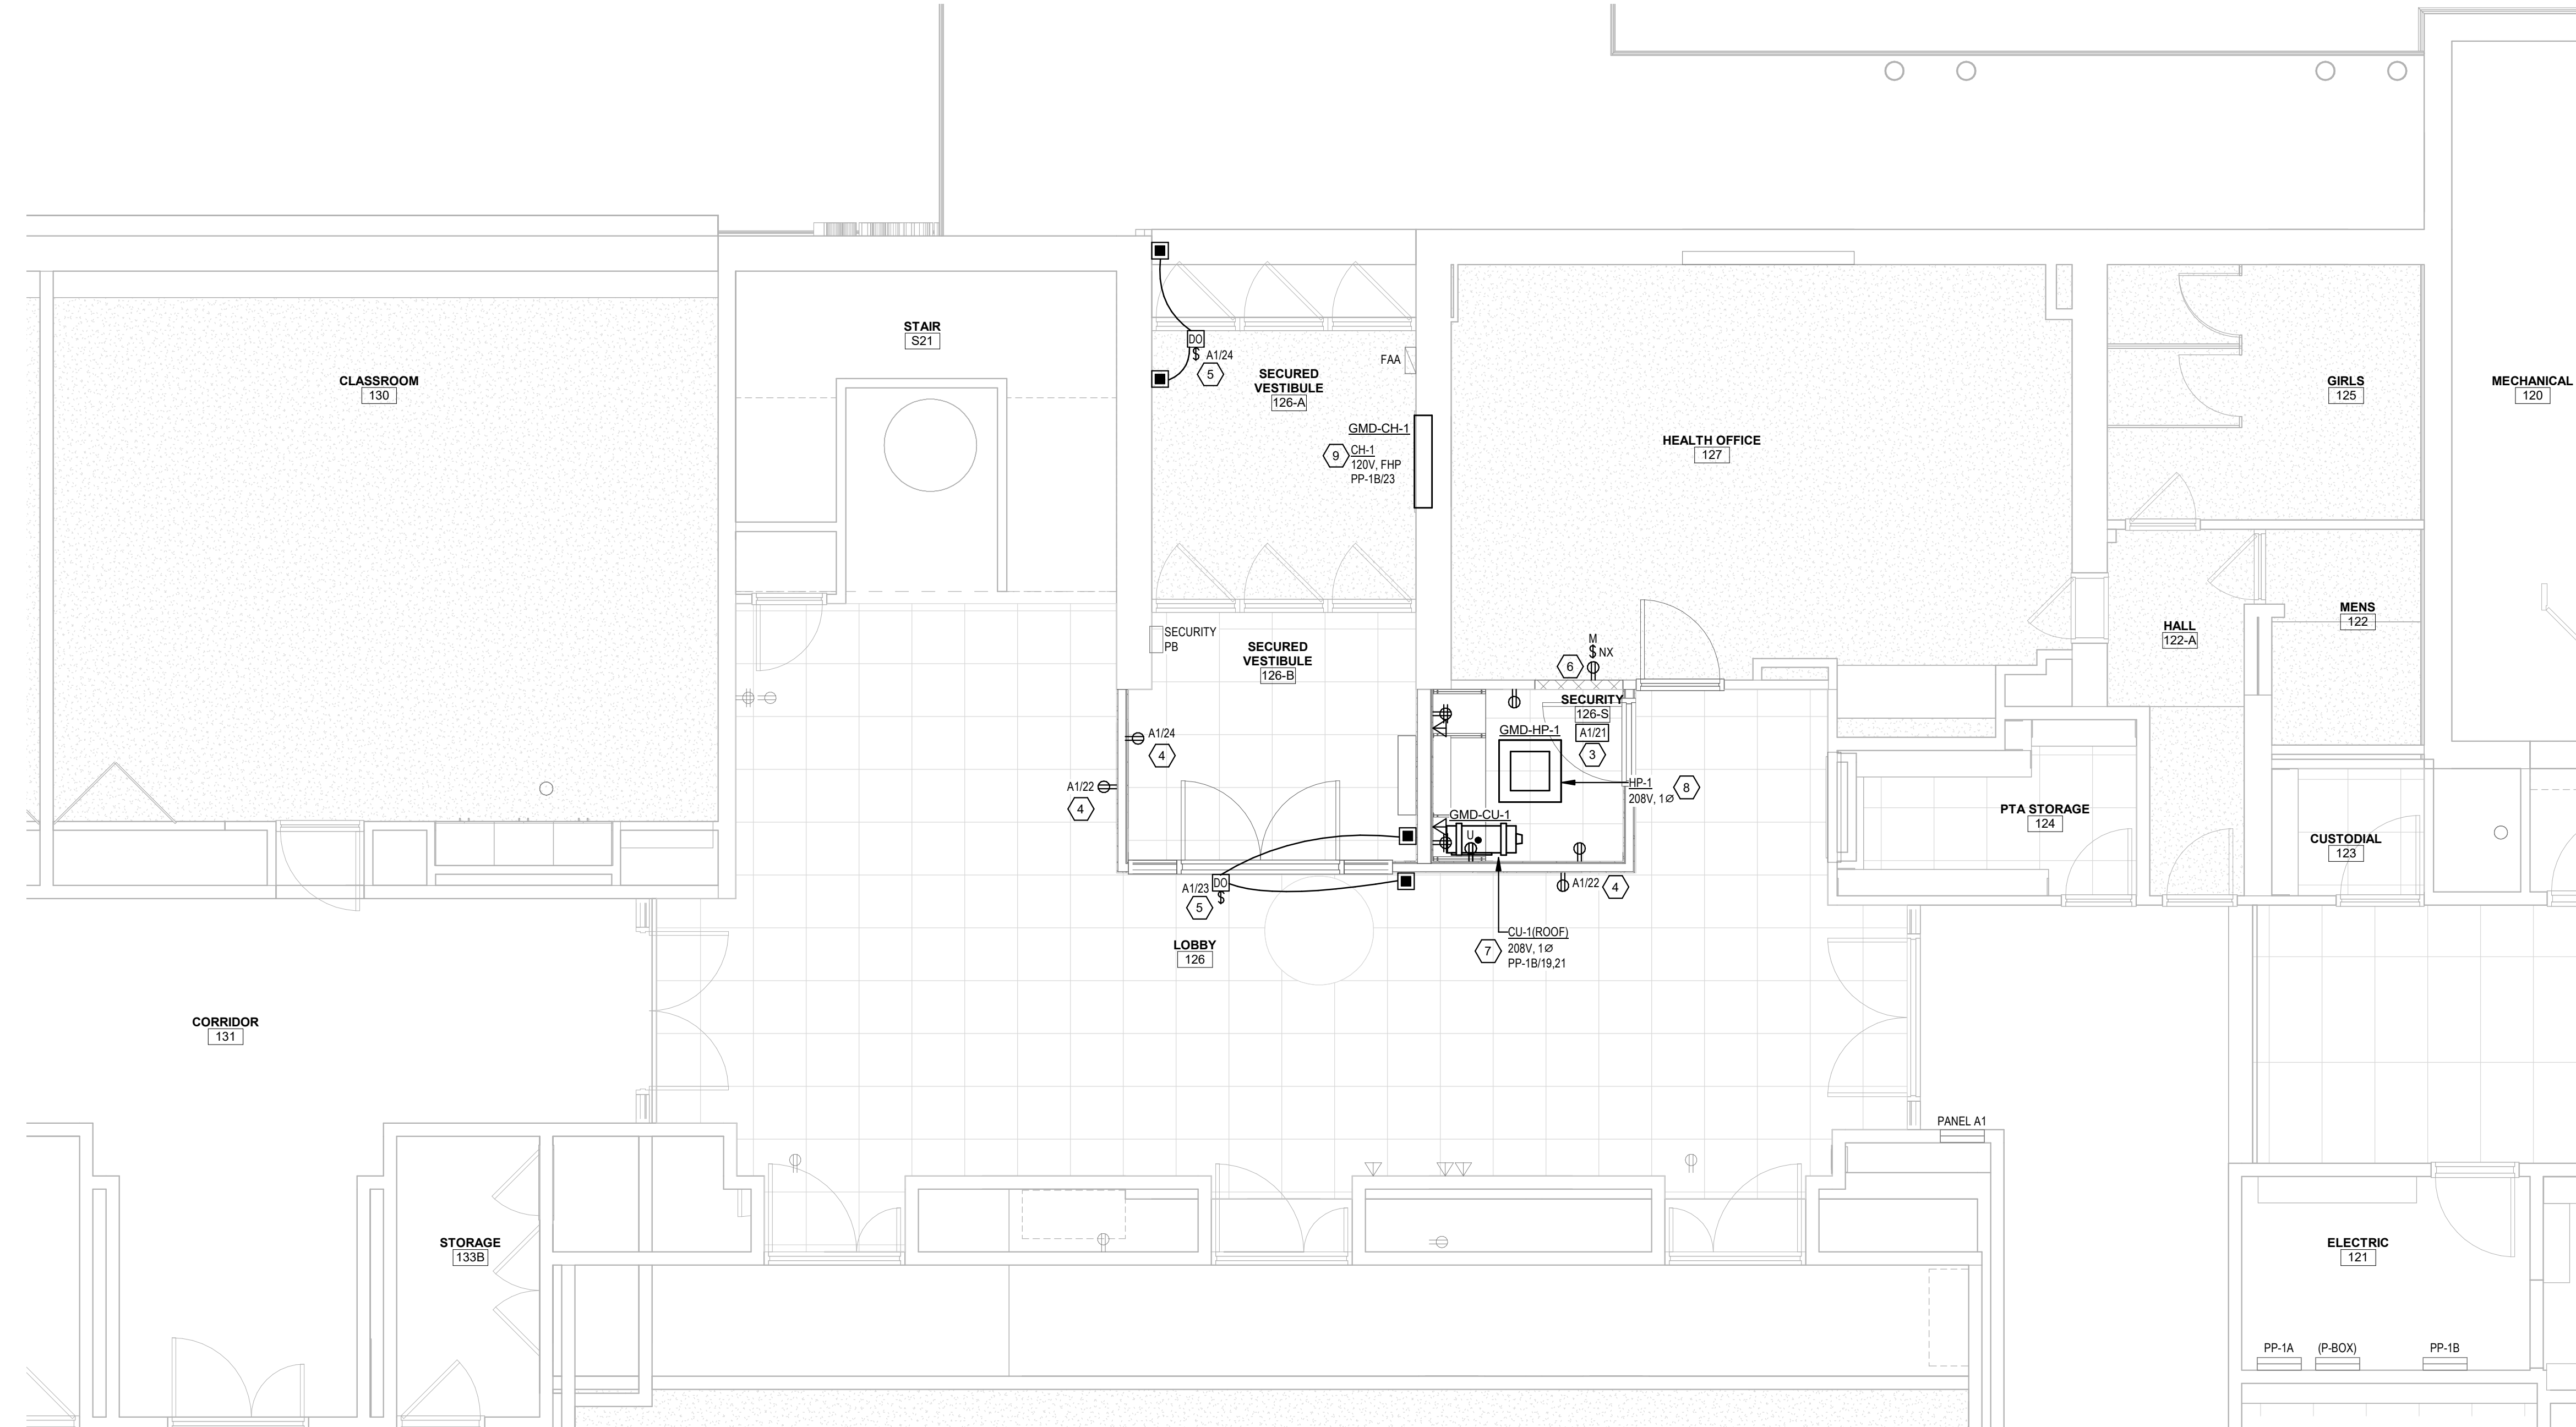 STAIR
S21
CLASSROOM
130
DO
$ A1/24
5
SECURED
VESTIBULE
126-A
FAA
GMD-CH-1
9
CH-1
120V, FHP
PP-1B/23
HEALTH OFFICE
127
GIRLS
125
MECHANICAL
120
SECURITY
PB
SECURED
VESTIBULE
126-B
M
$ NX
6
HALL
122-A
MENS
122
SECURITY
126-S
A1/21
3
GMD-HP-1
HP-1
208V, 1Ø
8
A1/24
4
A1/22
4
GMD-CU-1
U
PTA STORAGE
124
CUSTODIAL
123
A1/23
DO
$
5
A1/22
4
LOBBY
126
7
CU-1(ROOF)
208V, 1Ø
PP-1B/19,21
CORRIDOR
131
PANEL A1
STORAGE
133B
ELECTRIC
121
PP-1A
(P-BOX)
PP-1B